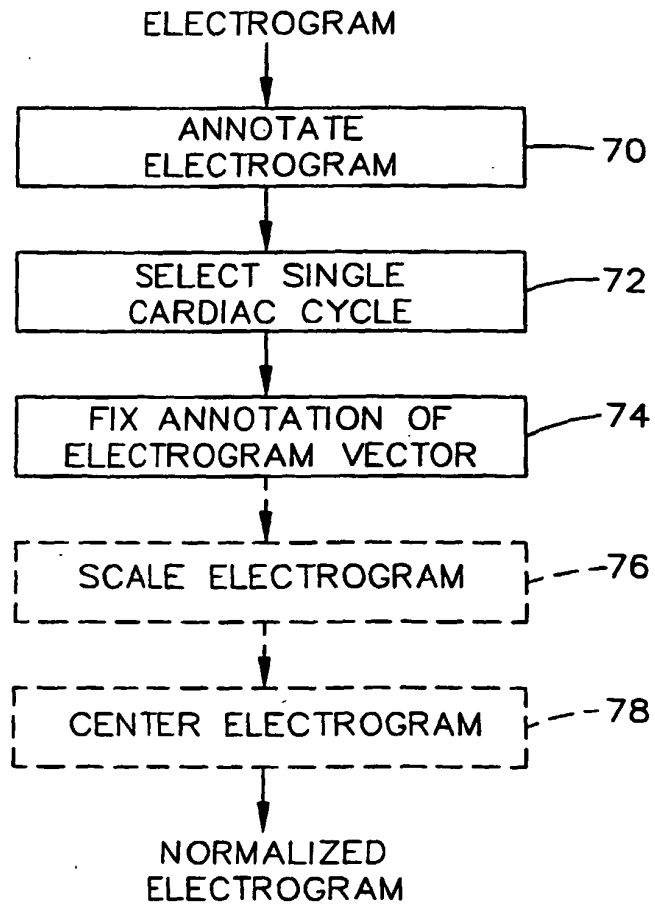 ELECTROGRAM
ANNOTATE
ELECTROGRAM
70
SELECT SINGLE
CARDIAC CYCLE
72
FIX ANNOTATION OF
ELECTROGRAM VECTOR
74
SCALE ELECTROGRAM
76
CENTER ELECTROGRAM
78
NORMALIZED
ELECTROGRAM